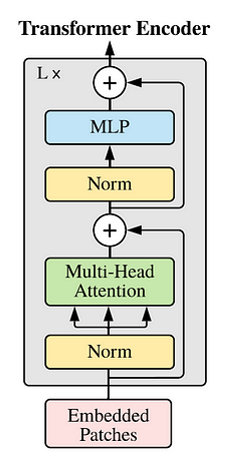 Transformer Encoder
L x
+
MLP
Norm
+
Multi-Head
Attention
Norm
Embedded
Patches